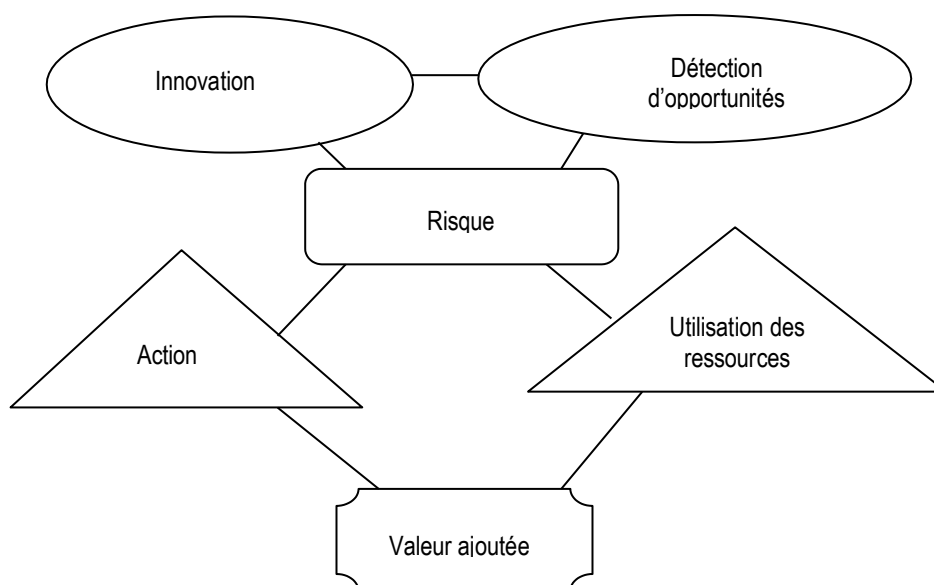 Innovation
Détection
d'opportunités
Risque
Action
Utilisation des
ressources
Valeur ajoutée